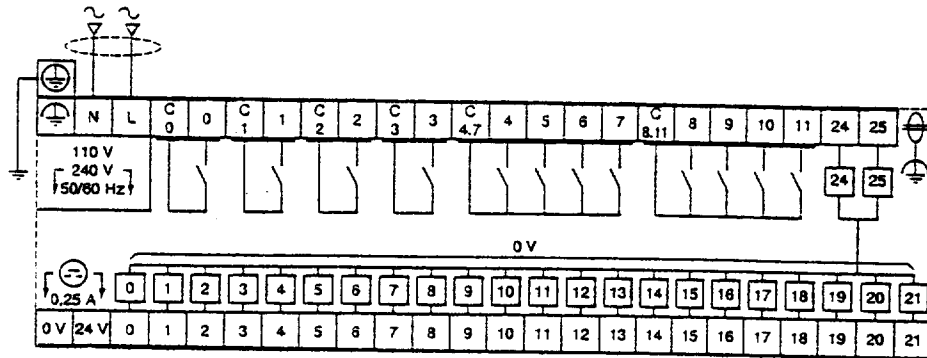 N L C 0 0 C 1 1 C 2 2 C 3 3 C 4.7 4 5 6 7 C 8.11 8 9 10 11 24 25
110 V
240 V
50/60 Hz
24 25
0 V
0 1 2 3 4 5 6 7 8 9 10 11 12 13 14 15 16 17 18 19 20 21
0,25 A
0 V 24 V 0 1 2 3 4 5 6 7 8 9 10 11 12 13 14 15 16 17 18 19 20 21